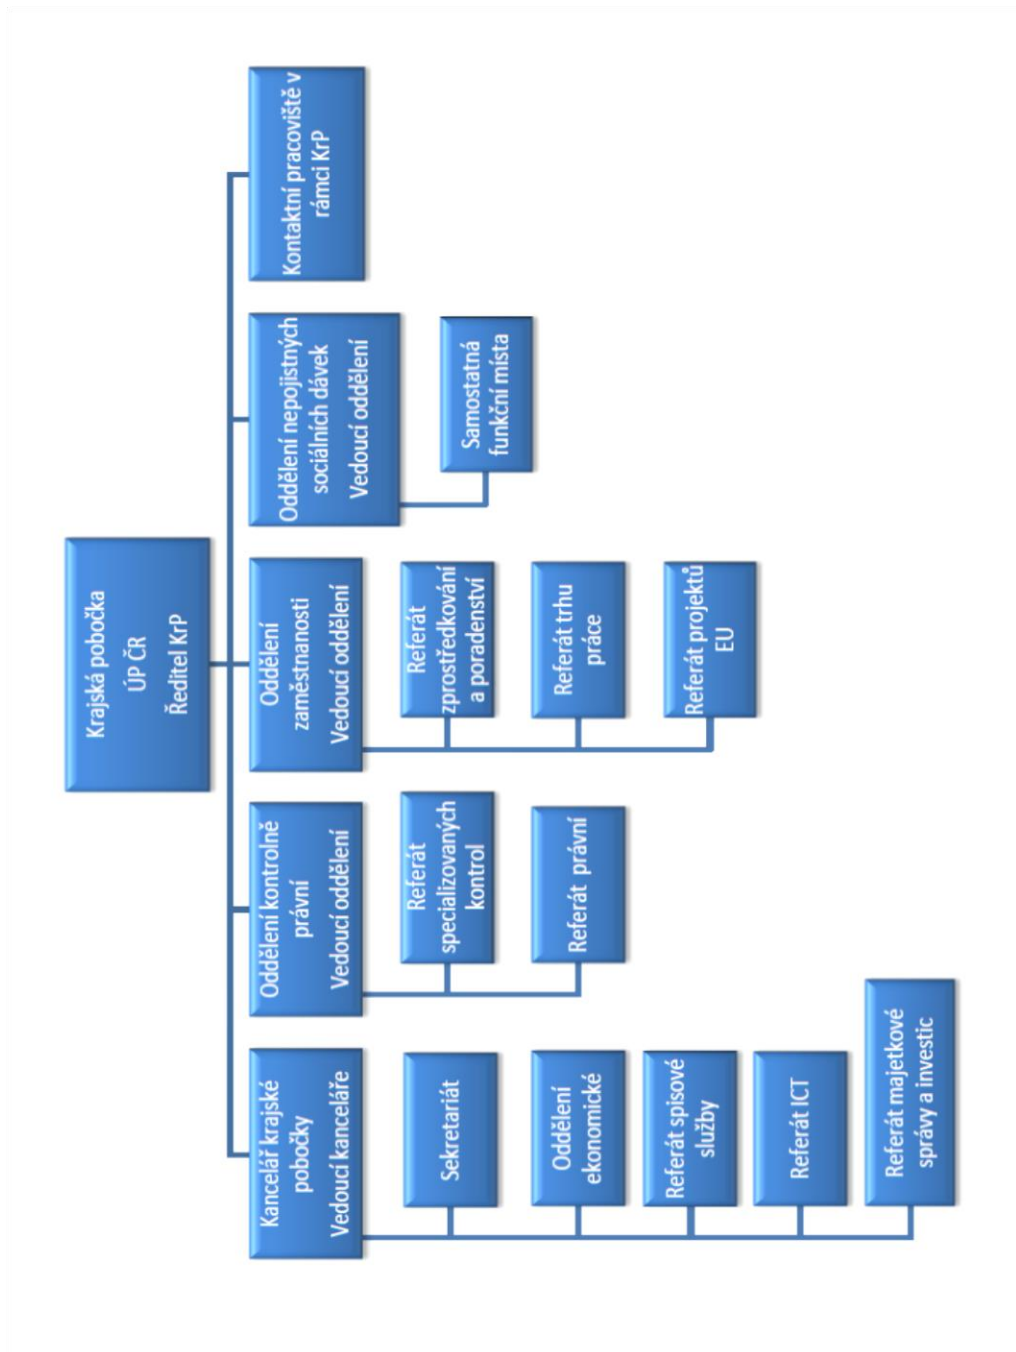 Krajská pobočka
ÚP ČR
Ředitel KrP
Kancelář krajské
pobočky
Vedoucí kanceláře
Sekretariát
Oddělení
ekonomické
Referát spisové
služby
Referát ICT
Referát majetkové
správy a investic
Oddělení kontrolně
právní
Vedoucí oddělení
Referát
specializovaných
kontrol
Referát právní
Oddělení
zaměstnanosti
Vedoucí oddělení
Referát
zprostředkování
a poradenství
Referát trhu
práce
Referát projektů
EU
Oddělení nepojistných
sociálních dávek
Vedoucí oddělení
Samostatná
funkční místa
Kontaktní pracoviště v
rámci KrP